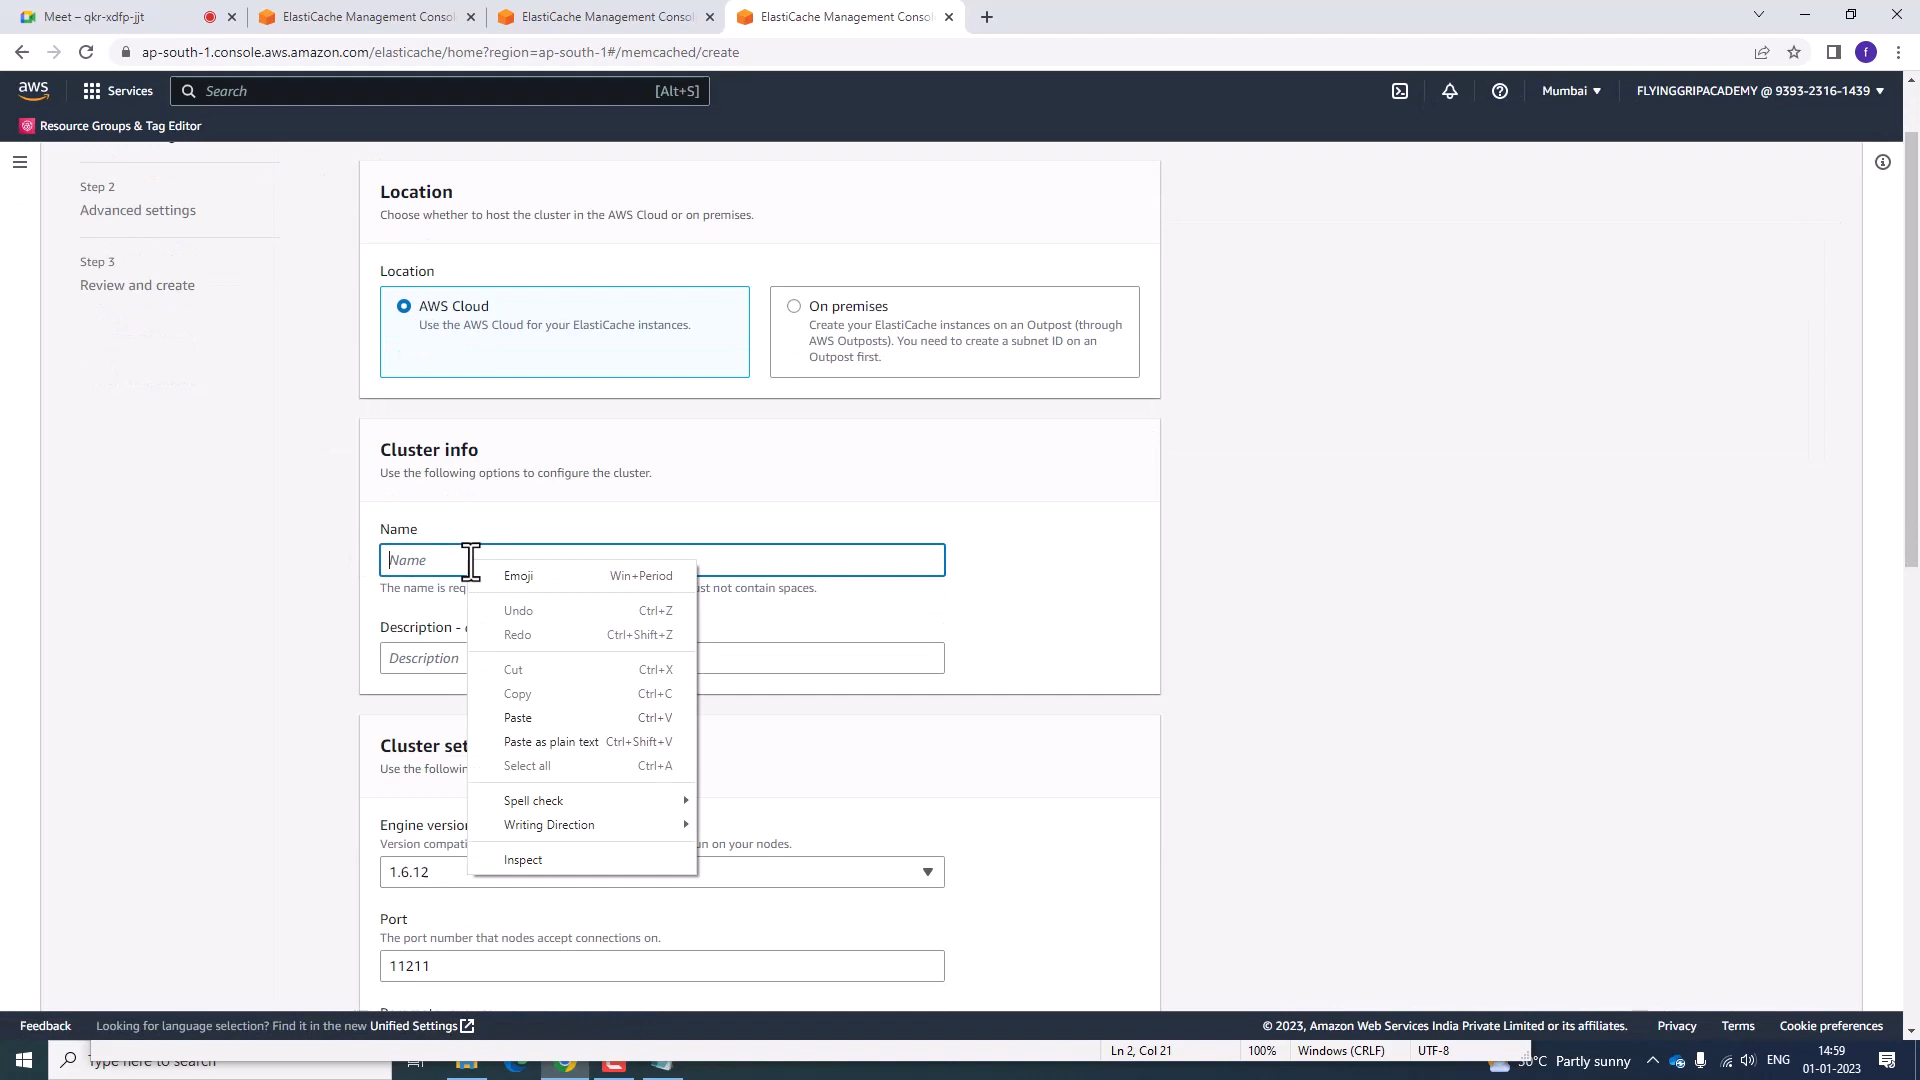 Meet – qkr-xdfp-jjt
ElastiCache Management Consol
ElastiCache Management Consol
ElastiCache Management Consol
ap-south-1.console.aws.amazon.com/elasticache/home?region=ap-south-1#/memcached/create
f
aws
Services
Search
[Alt+S]
Mumbai
FLYINGGRIPACADEMY @ 9393-2316-1439
Resource Groups & Tag Editor
Step 2
Advanced settings
Step 3
Review and create
Location
Choose whether to host the cluster in the AWS Cloud or on premises.
Location
AWS Cloud
Use the AWS Cloud for your ElastiCache instances.
On premises
Create your ElastiCache instances on an Outpost (through
AWS Outposts). You need to create a subnet ID on an
Outpost first.
Cluster info
Use the following options to configure the cluster.
Name
Name
The name is req
st not contain spaces.
Description -
Description
Emoji Win+Period
Undo Ctrl+Z
Redo Ctrl+Shift+Z
Cut Ctrl+X
Copy Ctrl+C
Paste Ctrl+V
Paste as plain text Ctrl+Shift+V
Select all Ctrl+A
Spell check
Writing Direction
Inspect
Cluster set
Use the followin
Engine version
Version compati
un on your nodes.
1.6.12
Port
The port number that nodes accept connections on.
11211
Feedback
Looking for language selection? Find it in the new Unified Settings
© 2023, Amazon Web Services India Private Limited or its affiliates.
Privacy
Terms
Cookie preferences
Ln 2, Col 21
100%
Windows (CRLF)
UTF-8
Type here to search
Partly sunny
ENG
14:59
01-01-2023